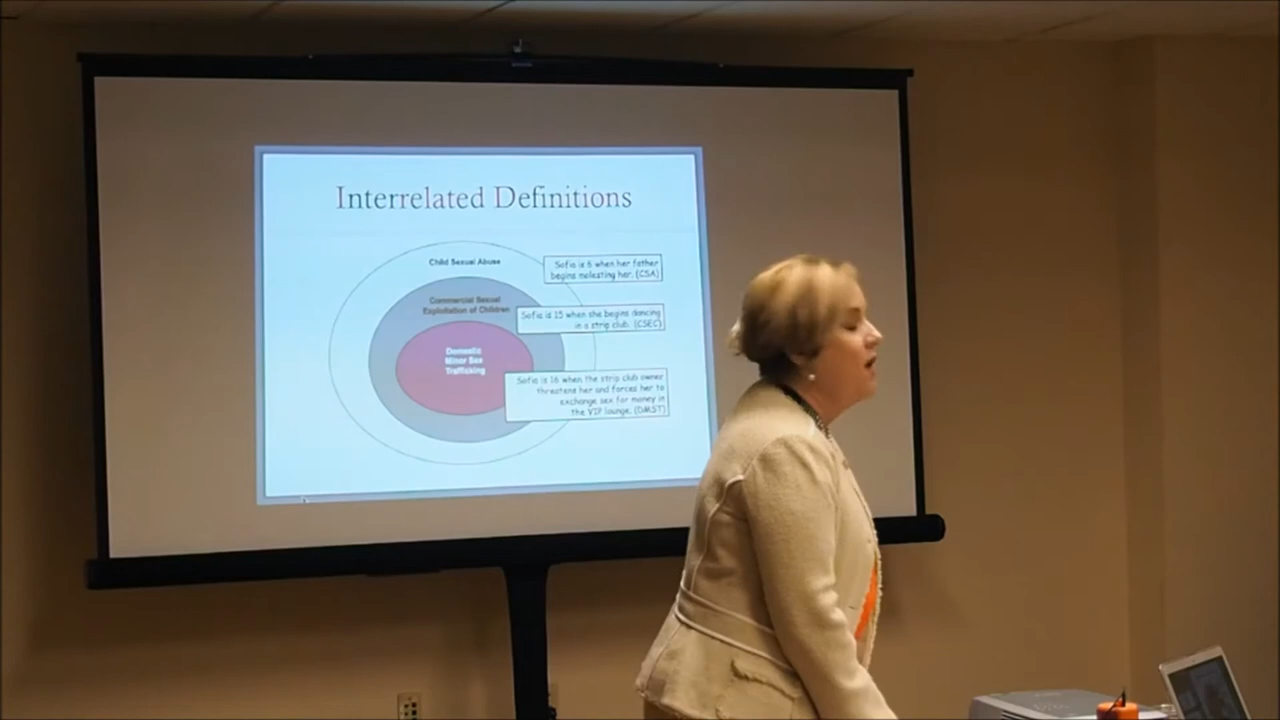 Interrelated Definitions
Child Sexual Abuse
Sofia is 6 when her father
begins molesting her. (CSA)
Commercial Sexual
Exploitation of Children
Sofia is 15 when she begins dancing
in a strip club. (CSEC)
Domestic
Minor Sex
Trafficking
Sofia is 16 when the strip club owner
threatens her and forces her to
exchange sex for money in
the VIP lounge. (DMST)